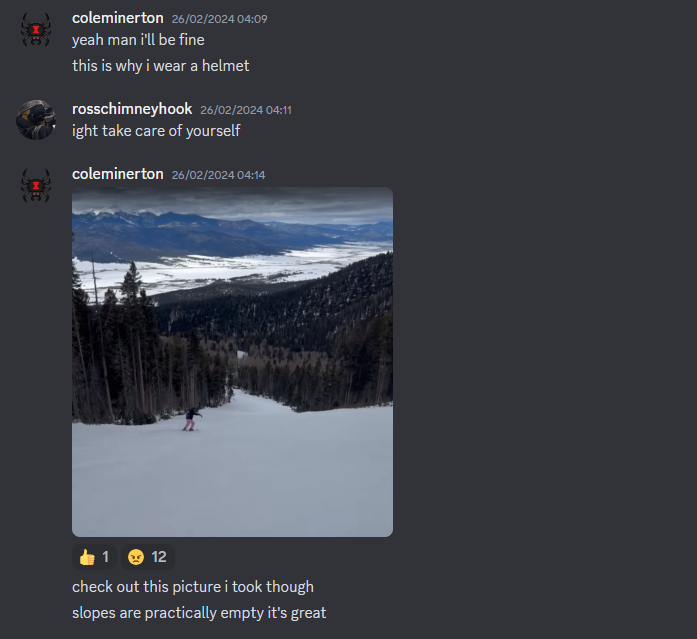 coleminerton 26/02/2024 04:09
yeah man i'll be fine
this is why i wear a helmet
rosschimneyhook 26/02/2024 04:11
ight take care of yourself
coleminerton 26/02/2024 04:14
1 12
check out this picture i took though
slopes are practically empty it's great